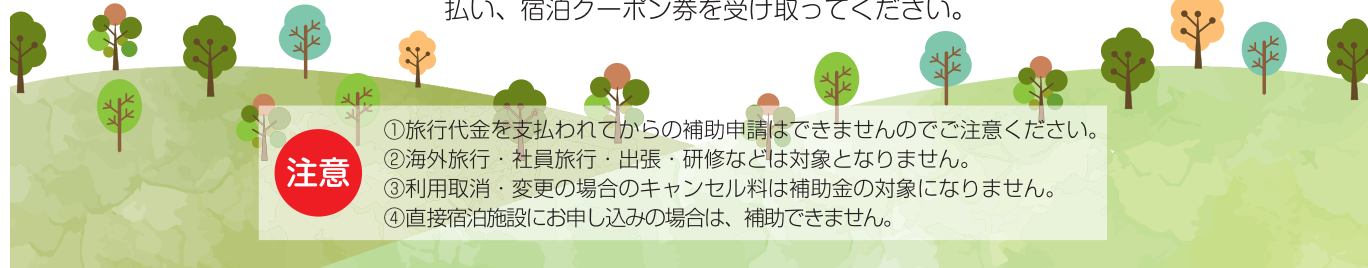 払い、宿泊クーポン券を受け取ってください。
注意
①旅行代金を支払われてからの補助申請はできませんのでご注意ください。
②海外旅行・社員旅行・出張・研修などは対象となりません。
③利用取消・変更の場合のキャンセル料は補助金の対象になりません。
④直接宿泊施設にお申し込みの場合は、補助できません。